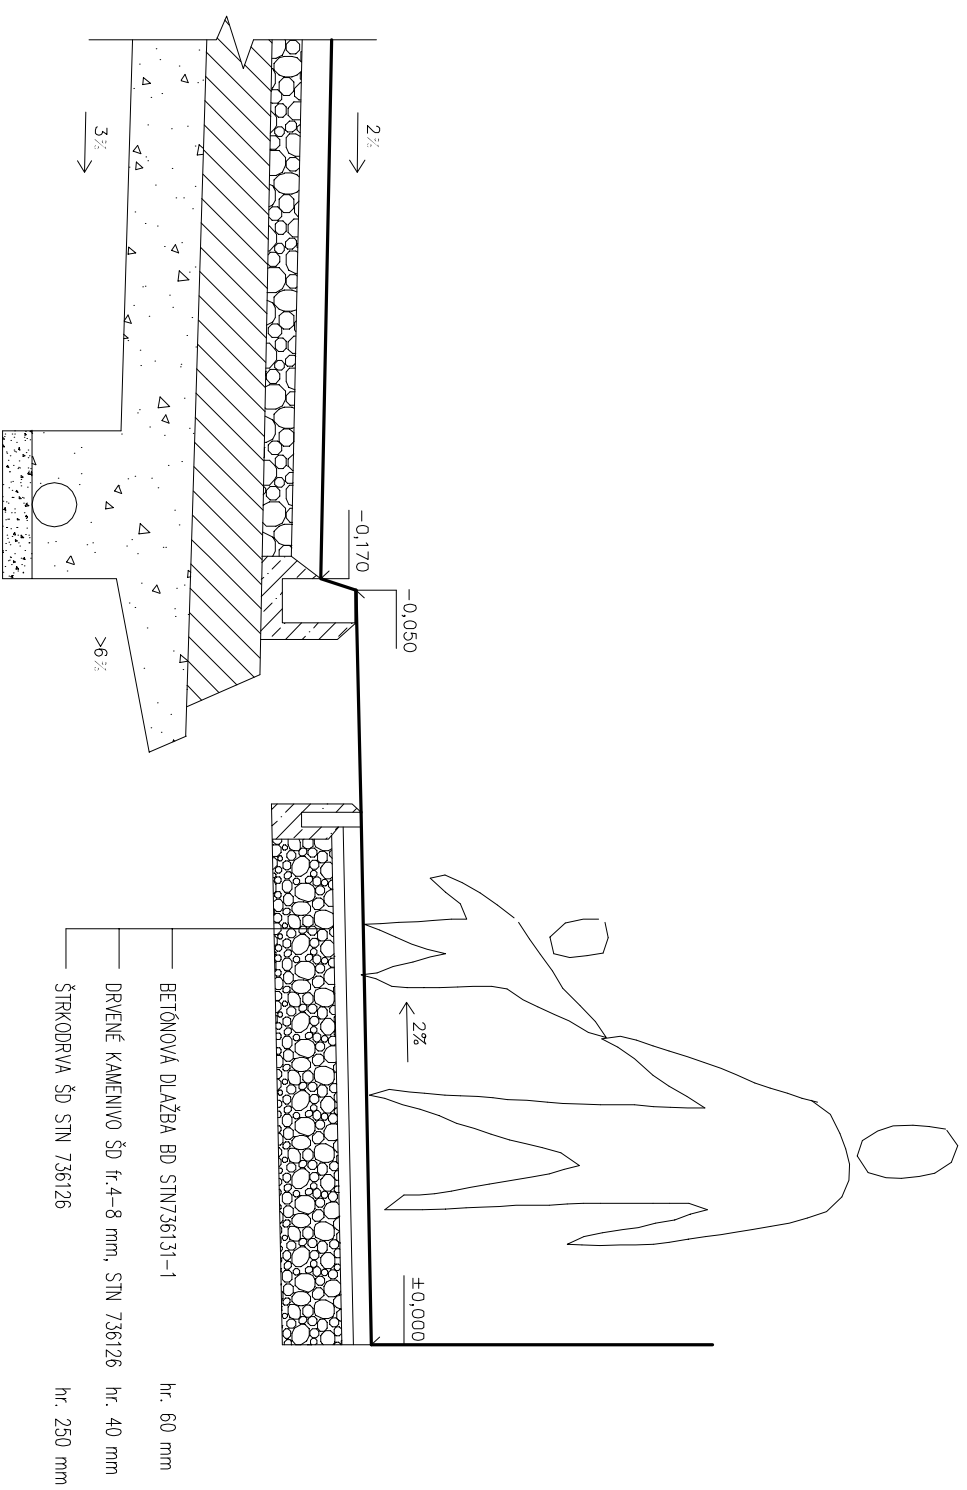 2%
3%
-0,170
-0,050
>6%
2%
±0,000
BETÓNOVÁ DLAŽBA BD STN736131-1 hr. 60 mm
DRVENÉ KAMENIVO ŠD fr.4-8 mm, STN 736126 hr. 40 mm
ŠTRKODRVA ŠD STN 736126 hr. 250 mm